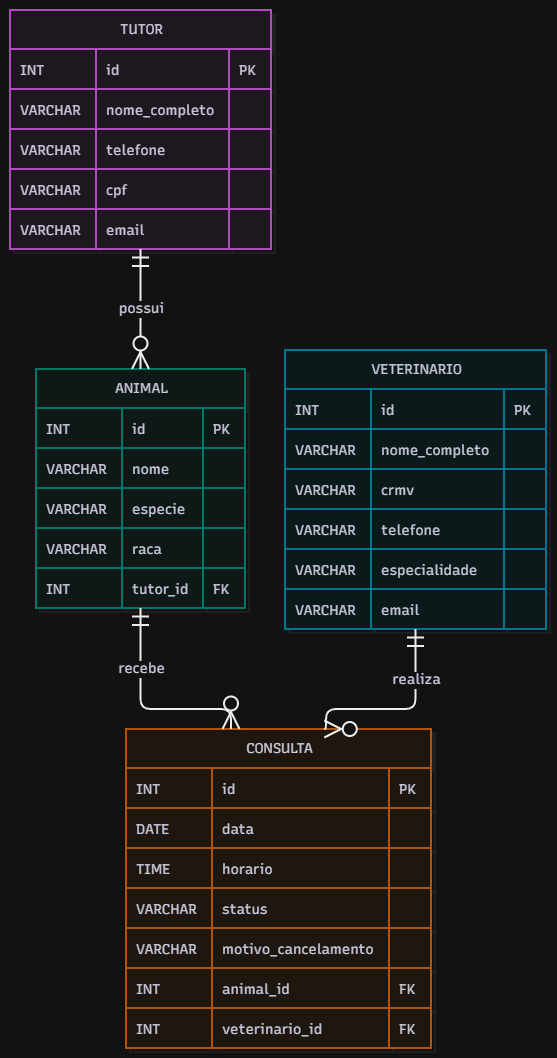 TUTOR
INT id PK
VARCHAR nome_completo
VARCHAR telefone
VARCHAR cpf
VARCHAR email
possui
ANIMAL
INT id PK
VARCHAR nome
VARCHAR especie
VARCHAR raca
INT tutor_id FK
VETERINARIO
INT id PK
VARCHAR nome_completo
VARCHAR crmv
VARCHAR telefone
VARCHAR especialidade
VARCHAR email
recebe
realiza
CONSULTA
INT id PK
DATE data
TIME horario
VARCHAR status
VARCHAR motivo_cancelamento
INT animal_id FK
INT veterinario_id FK